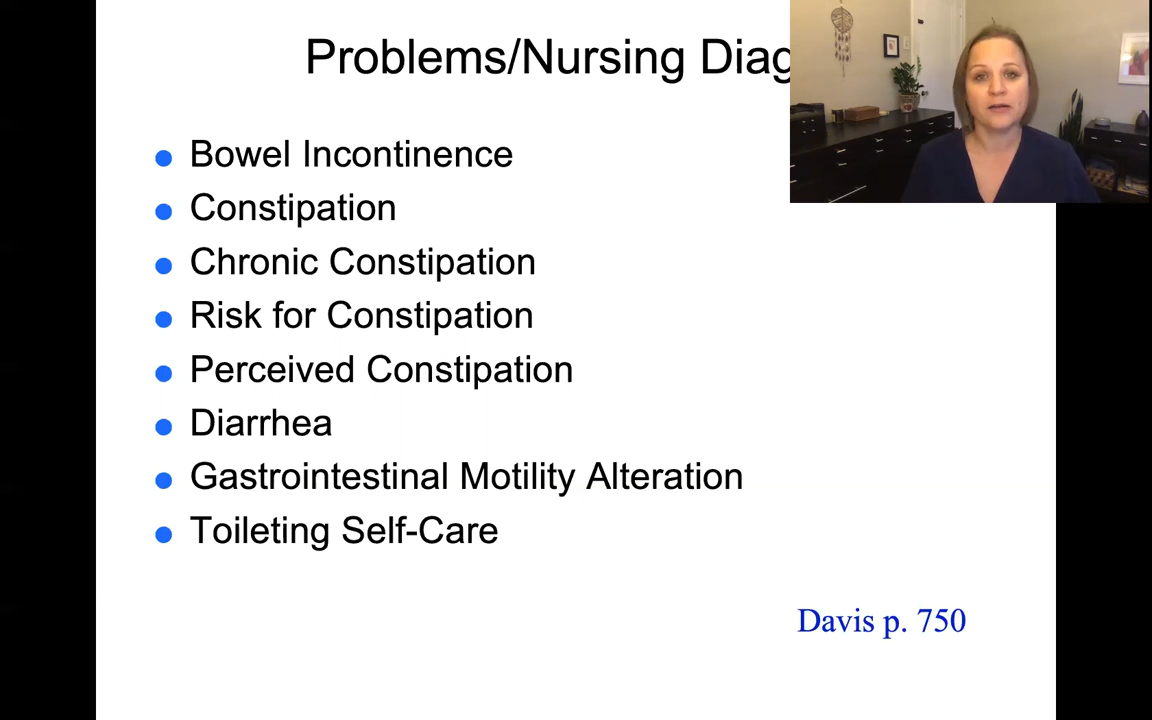 Problems/Nursing Diag
Bowel Incontinence
Constipation
Chronic Constipation
Risk for Constipation
Perceived Constipation
Diarrhea
Gastrointestinal Motility Alteration
Toileting Self-Care
Davis p. 750